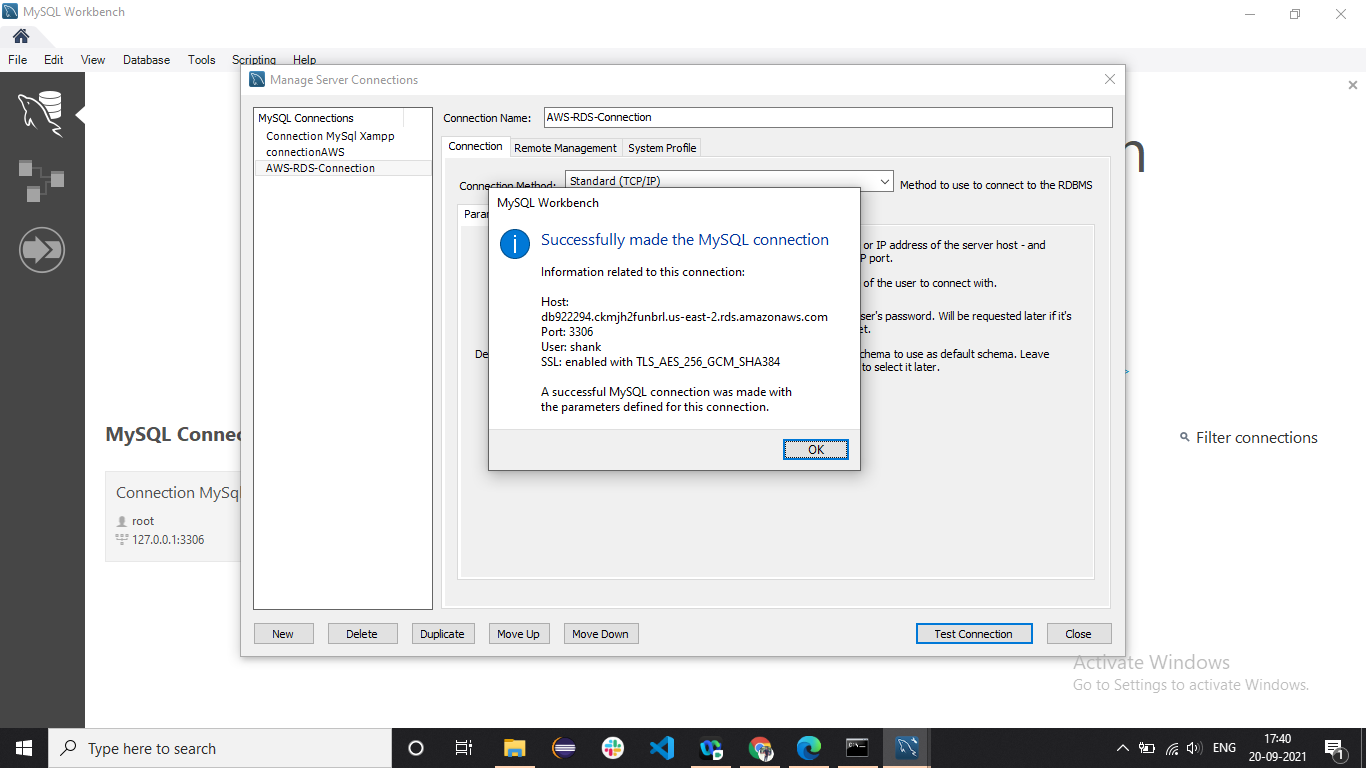 MySQL Workbench
File Edit View Database Tools Scripting Help
Manage Server Connections
MySQL Connections
Connection MySql Xampp
connectionAWS
AWS-RDS-Connection
Connection Name: AWS-RDS-Connection
Connection Remote Management System Profile
Connection Method: Standard (TCP/IP) Method to use to connect to the RDBMS
MySQL Workbench
Successfully made the MySQL connection
Information related to this connection:
Host:
db922294.ckmjh2funbrl.us-east-2.rds.amazonaws.com
Port: 3306
User: shank
SSL: enabled with TLS_AES_256_GCM_SHA384
A successful MySQL connection was made with
the parameters defined for this connection.
OK
or IP address of the server host - and
port.
of the user to connect with.
password. Will be requested later if it's
to use as default schema. Leave
to select it later.
New Delete Duplicate Move Up Move Down Test Connection Close
MySQL
Filter connections
Connection
root
127.0.0.1:3306
Activate Windows
Go to Settings to activate Windows.
Type here to search
ENG
17:40
20-09-2021
1